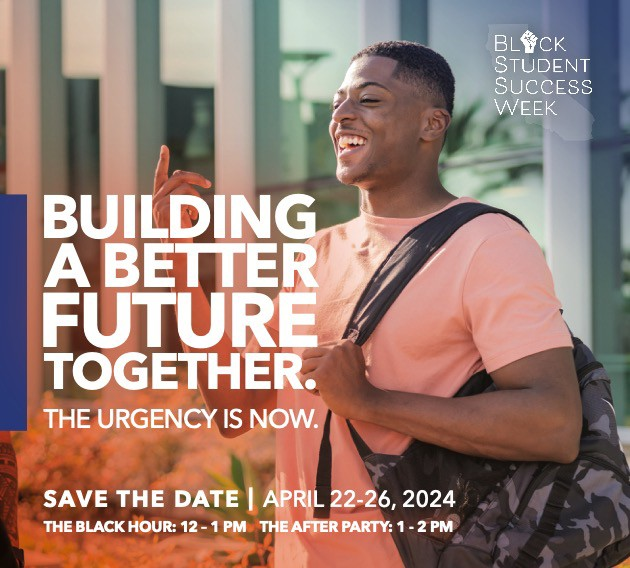 BLACK
STUDENT
SUCCESS
WEEK
BUILDING
A BETTER
FUTURE
TOGETHER.
THE URGENCY IS NOW.
SAVE THE DATE | APRIL 22-26, 2024
THE BLACK HOUR: 12 – 1 PM THE AFTER PARTY: 1 - 2 PM